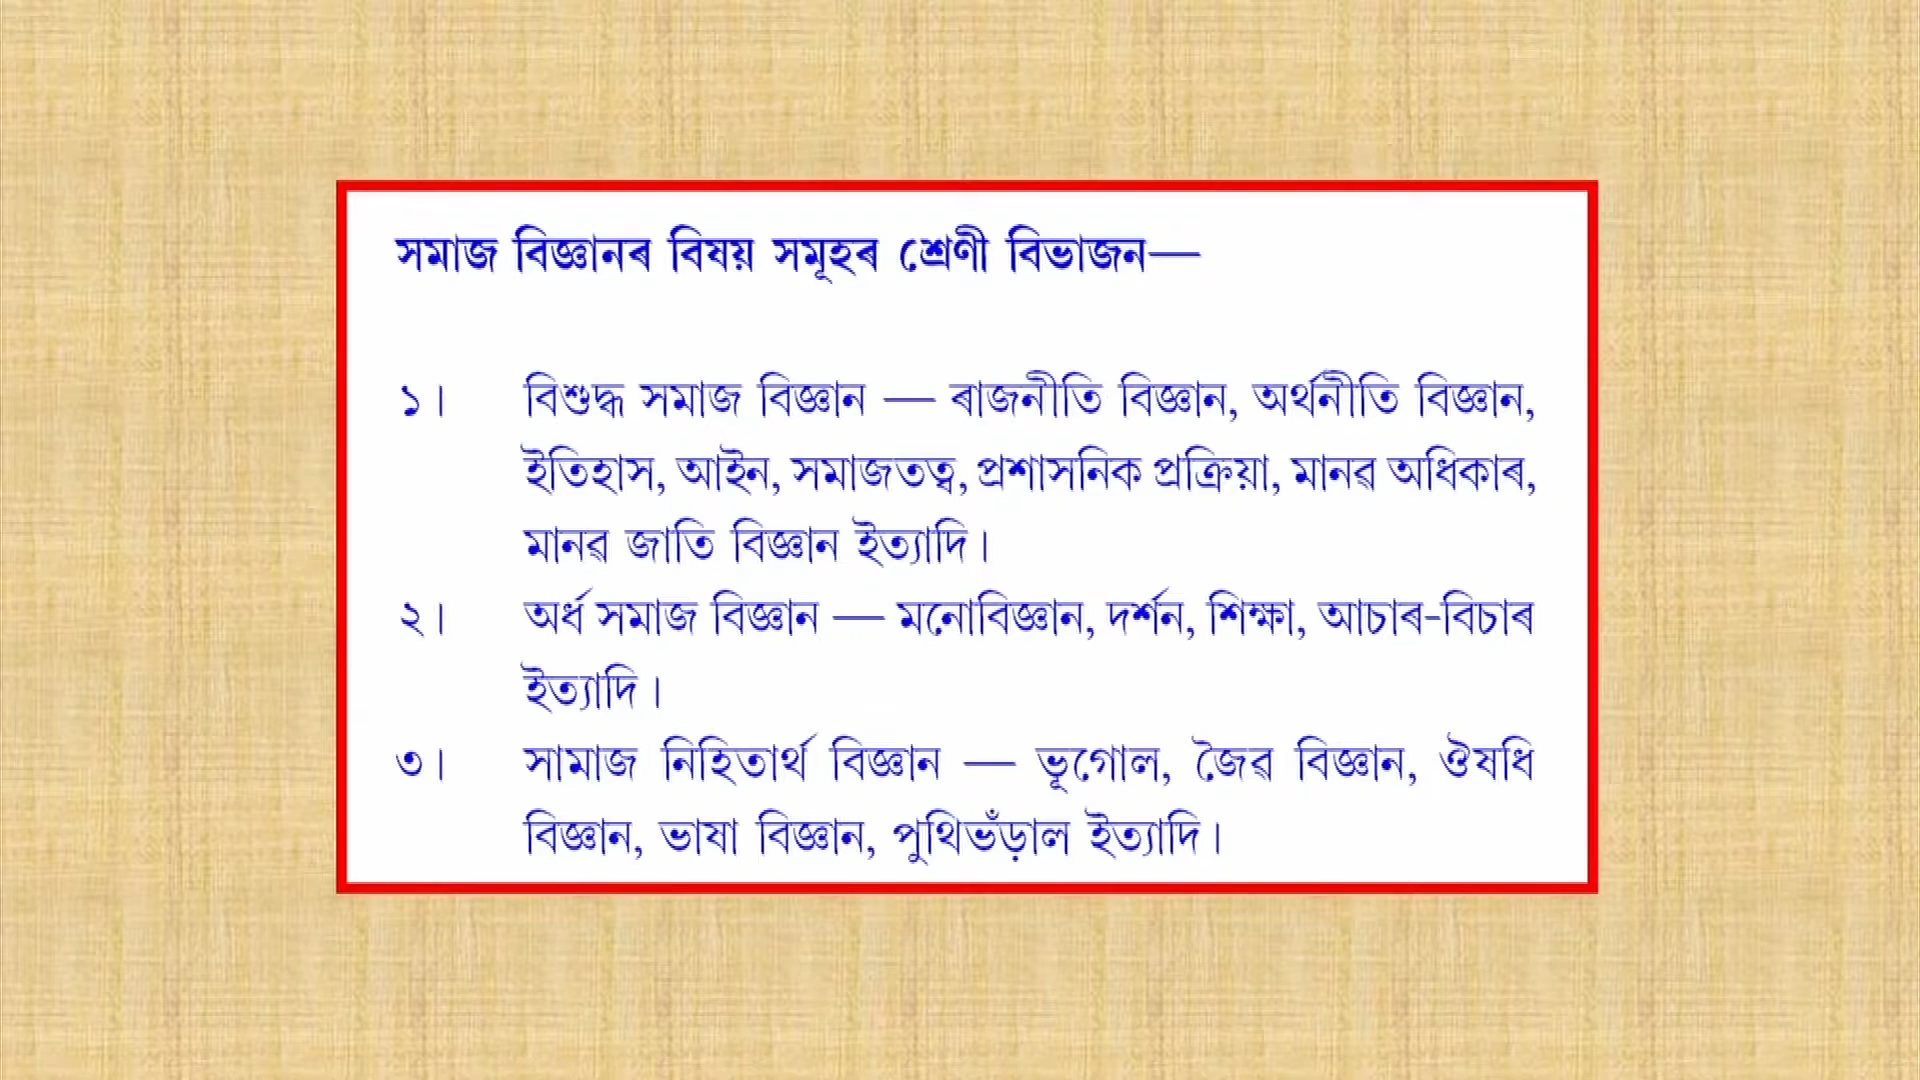 সমাজ বিজ্ঞানৰ বিষয় সমূহৰ শ্ৰেণী বিভাজন—
১। বিশুদ্ধ সমাজ বিজ্ঞান — ৰাজনীতি বিজ্ঞান, অৰ্থনীতি বিজ্ঞান,
ইতিহাস, আইন, সমাজতত্ব, প্ৰশাসনিক প্ৰক্ৰিয়া, মানৱ অধিকাৰ,
মানৱ জাতি বিজ্ঞান ইত্যাদি।
২। অৰ্ধ সমাজ বিজ্ঞান — মনোবিজ্ঞান, দৰ্শন, শিক্ষা, আচাৰ-বিচাৰ
ইত্যাদি।
৩। সামাজ নিহিতাৰ্থ বিজ্ঞান — ভূগোল, জৈৱ বিজ্ঞান, ঔষধি
বিজ্ঞান, ভাষা বিজ্ঞান, পুথিভঁড়াল ইত্যাদি।